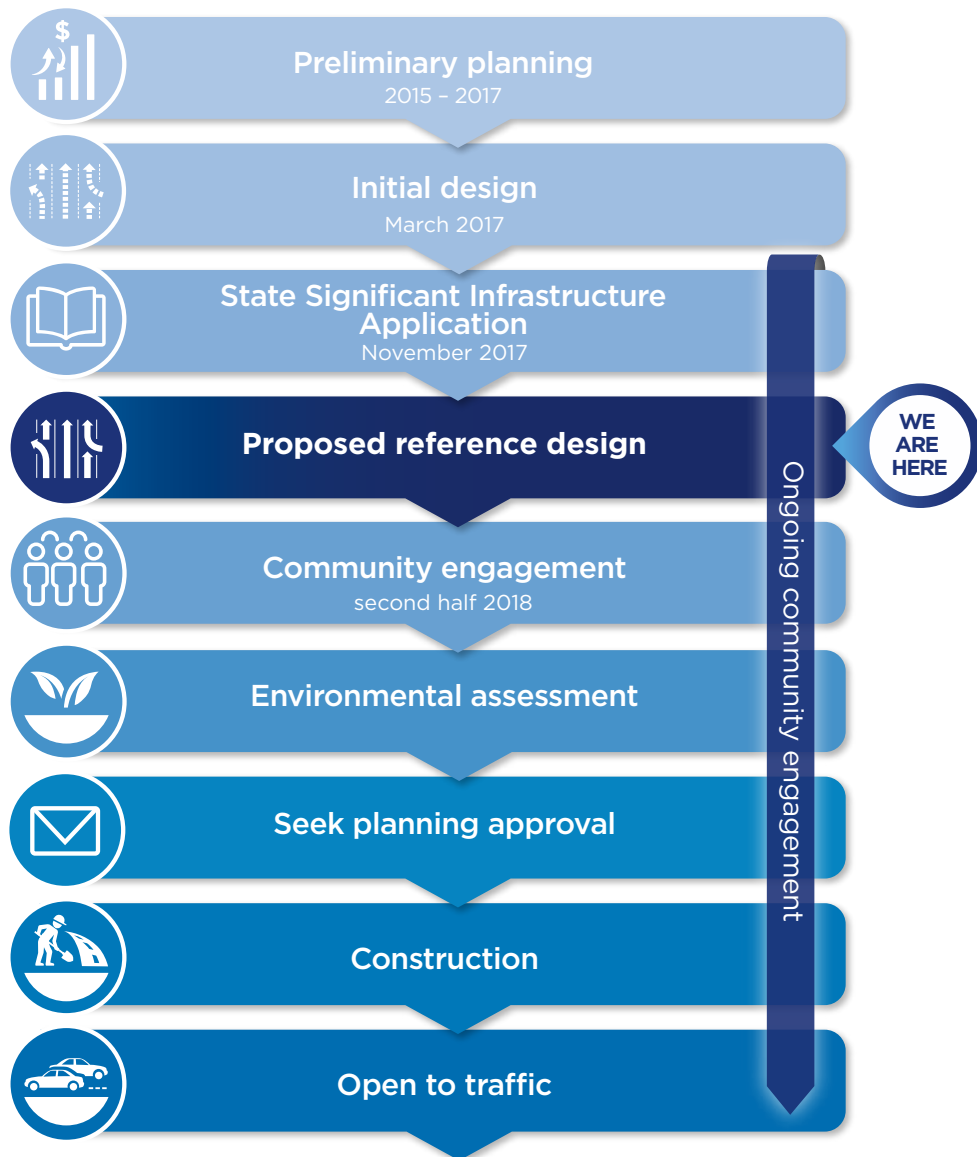 $
Preliminary planning
2015 – 2017
Initial design
March 2017
State Significant Infrastructure
Application
November 2017
Proposed reference design
WE
ARE
HERE
Community engagement
second half 2018
Environmental assessment
Seek planning approval
Construction
Open to traffic
Ongoing community engagement